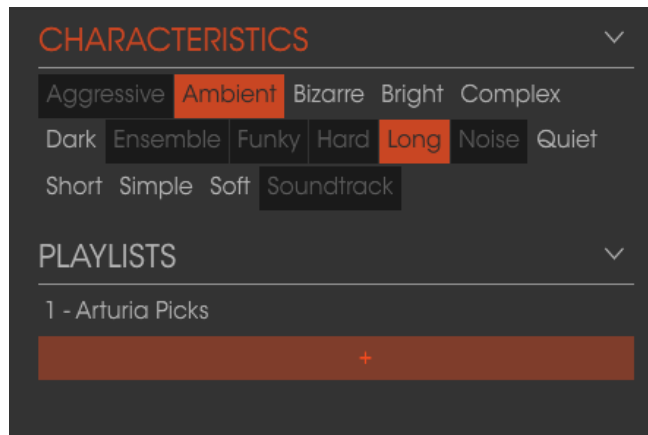 CHARACTERISTICS
Aggressive Ambient Bizarre Bright Complex
Dark Ensemble Funky Hard Long Noise Quiet
Short Simple Soft Soundtrack
PLAYLISTS
1 - Arturia Picks
+